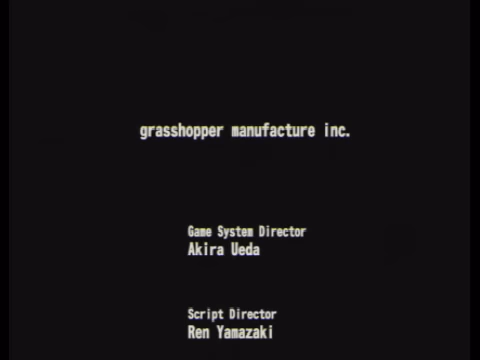 grasshopper manufacture inc.
Game System Director
Akira Ueda
Script Director
Ren Yamazaki